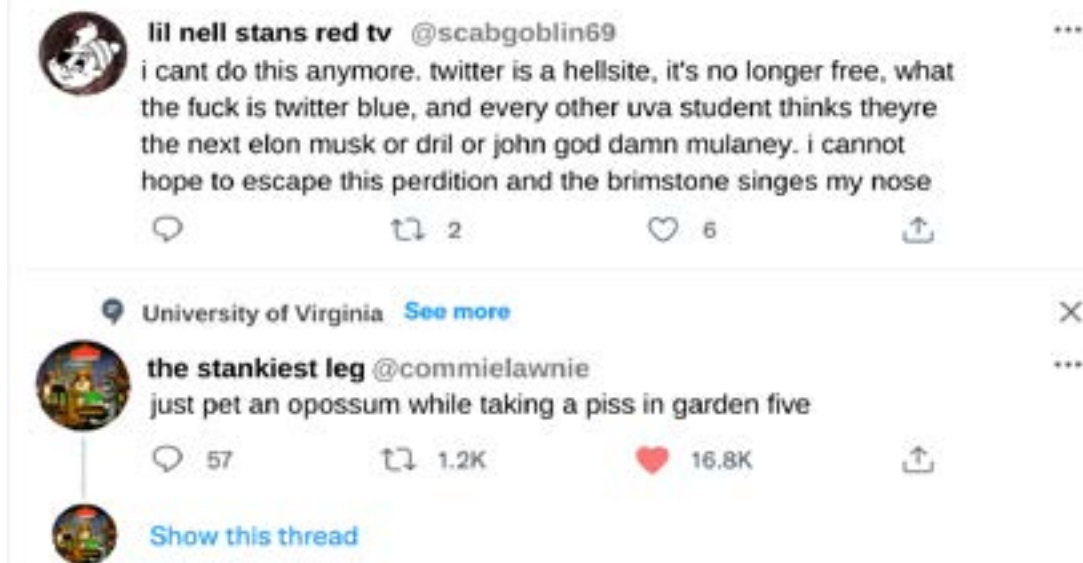 lil nell stans red tv @scabgoblin69
i cant do this anymore. twitter is a hellsite, it's no longer free, what
the fuck is twitter blue, and every other uva student thinks theyre
the next elon musk or dril or john god damn mulaney. i cannot
hope to escape this perdition and the brimstone singes my nose
2 6
University of Virginia See more
the stankiest leg @commielawnie
just pet an opossum while taking a piss in garden five
57 1.2K 16.8K
Show this thread